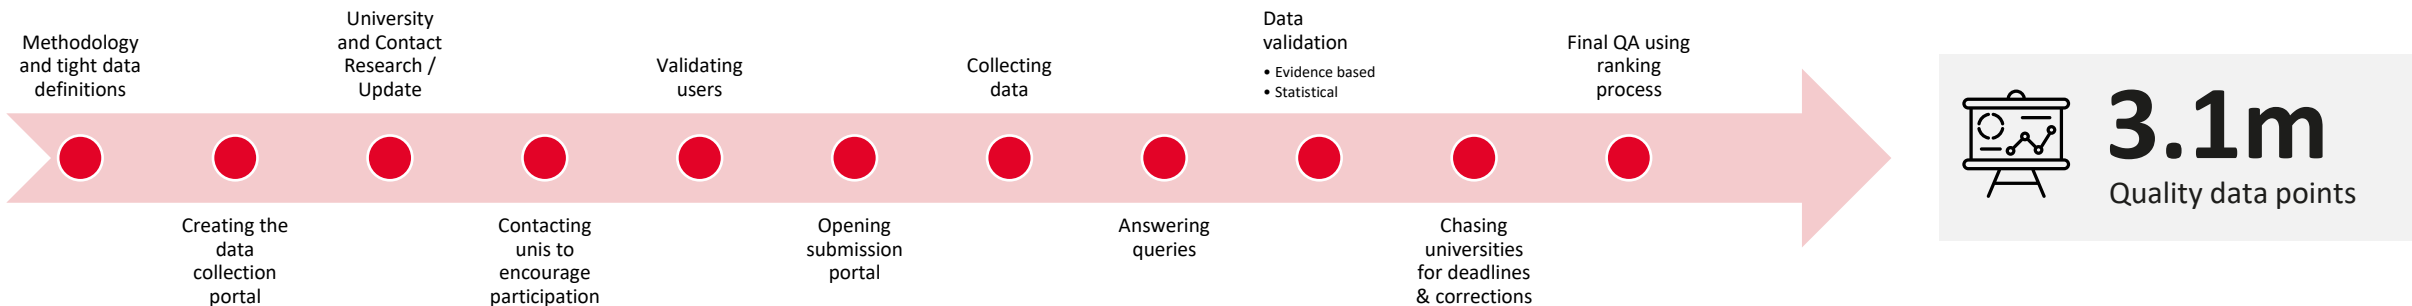 Methodology
and tight data
definitions
Creating the
data
collection
portal
University
and Contact
Research /
Update
Contacting
unis to
encourage
participation
Validating
users
Opening
submission
portal
Collecting
data
Answering
queries
Data
validation
• Evidence based
• Statistical
Chasing
universities
for deadlines
& corrections
Final QA using
ranking
process
3.1m
Quality data points